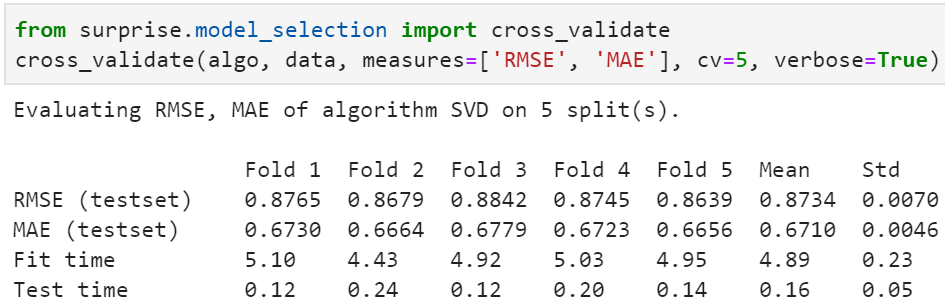 from surprise.model_selection import cross_validate
cross_validate(algo, data, measures=['RMSE', 'MAE'], cv=5, verbose=True)
Evaluating RMSE, MAE of algorithm SVD on 5 split(s).
Fold 1 Fold 2 Fold 3 Fold 4 Fold 5 Mean Std
RMSE (testset) 0.8765 0.8679 0.8842 0.8745 0.8639 0.8734 0.0070
MAE (testset) 0.6730 0.6664 0.6779 0.6723 0.6656 0.6710 0.0046
Fit time 5.10 4.43 4.92 5.03 4.95 4.89 0.23
Test time 0.12 0.24 0.12 0.20 0.14 0.16 0.05